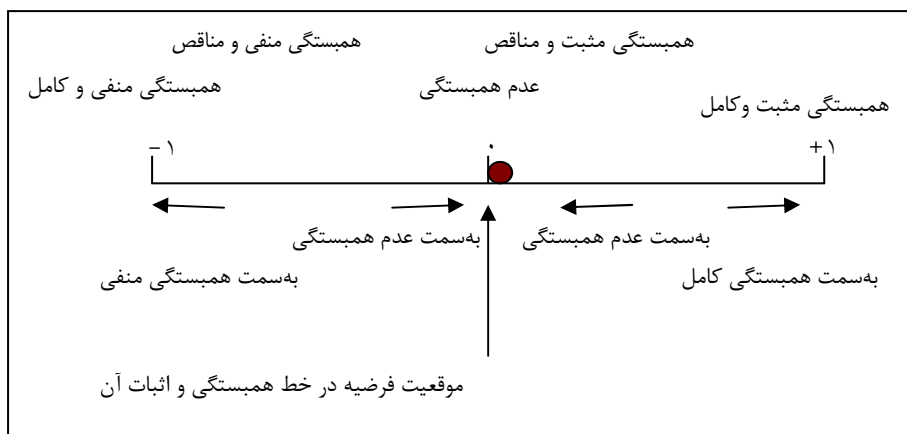 همبستگی مثبت و مناقص
همبستگی منفی و مناقص
عدم همبستگی
همبستگی منفی و کامل
همبستگی مثبت وکامل
+۱
۰
–۱
به‌سمت عدم همبستگی
به‌سمت عدم همبستگی
به‌سمت همبستگی کامل
به‌سمت همبستگی منفی
موقعیت فرضیه در خط همبستگی و اثبات آن